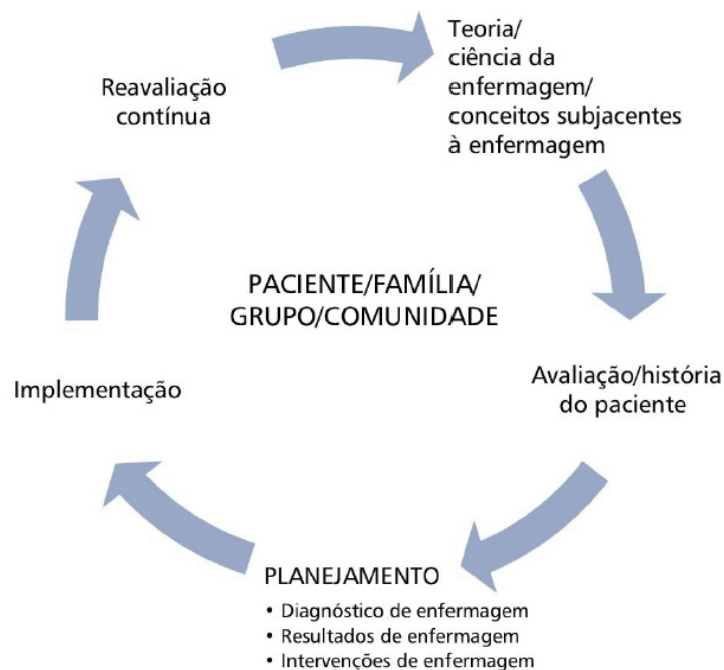 Teoria/
ciência da
enfermagem/
conceitos subjacentes
à enfermagem
Avaliação/história
do paciente
PLANEJAMENTO
• Diagnóstico de enfermagem
• Resultados de enfermagem
• Intervenções de enfermagem
Implementação
Reavaliação
contínua
PACIENTE/FAMÍLIA/
GRUPO/COMUNIDADE